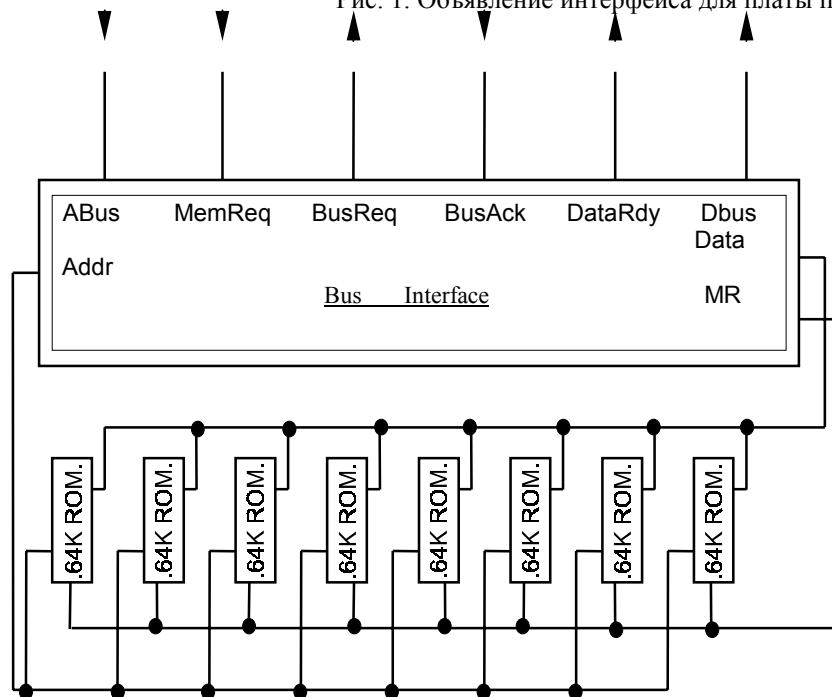 Рис. 1. Объявление интерфейса для платы п
ABus MemReq BusReq BusAck DataRdy Dbus
Data
Addr
Bus Interface MR
.64K ROM. .64K ROM. .64K ROM. .64K ROM. .64K ROM. .64K ROM. .64K ROM. .64K ROM.